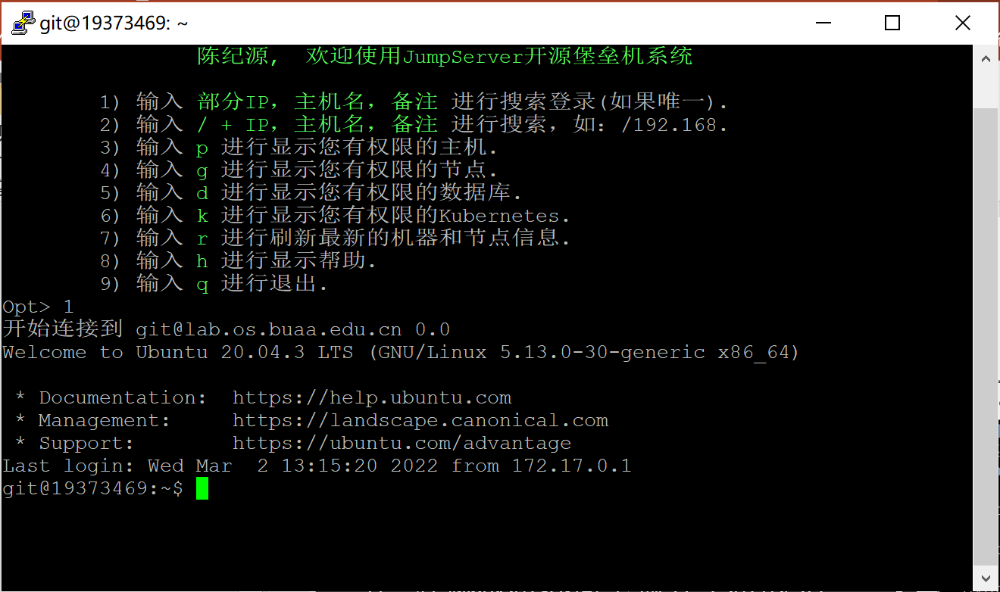 git@19373469: ~
陈纪源, 欢迎使用JumpServer开源堡垒机系统
1) 输入 部分IP，主机名，备注 进行搜索登录(如果唯一).
2) 输入 / + IP，主机名，备注 进行搜索，如：/192.168.
3) 输入 p 进行显示您有权限的主机.
4) 输入 g 进行显示您有权限的节点.
5) 输入 d 进行显示您有权限的数据库.
6) 输入 k 进行显示您有权限的Kubernetes.
7) 输入 r 进行刷新最新的机器和节点信息.
8) 输入 h 进行显示帮助.
9) 输入 q 进行退出.
Opt> 1
开始连接到 git@lab.os.buaa.edu.cn 0.0
Welcome to Ubuntu 20.04.3 LTS (GNU/Linux 5.13.0-30-generic x86_64)
* Documentation:  https://help.ubuntu.com
* Management:     https://landscape.canonical.com
* Support:        https://ubuntu.com/advantage
Last login: Wed Mar  2 13:15:20 2022 from 172.17.0.1
git@19373469:~$